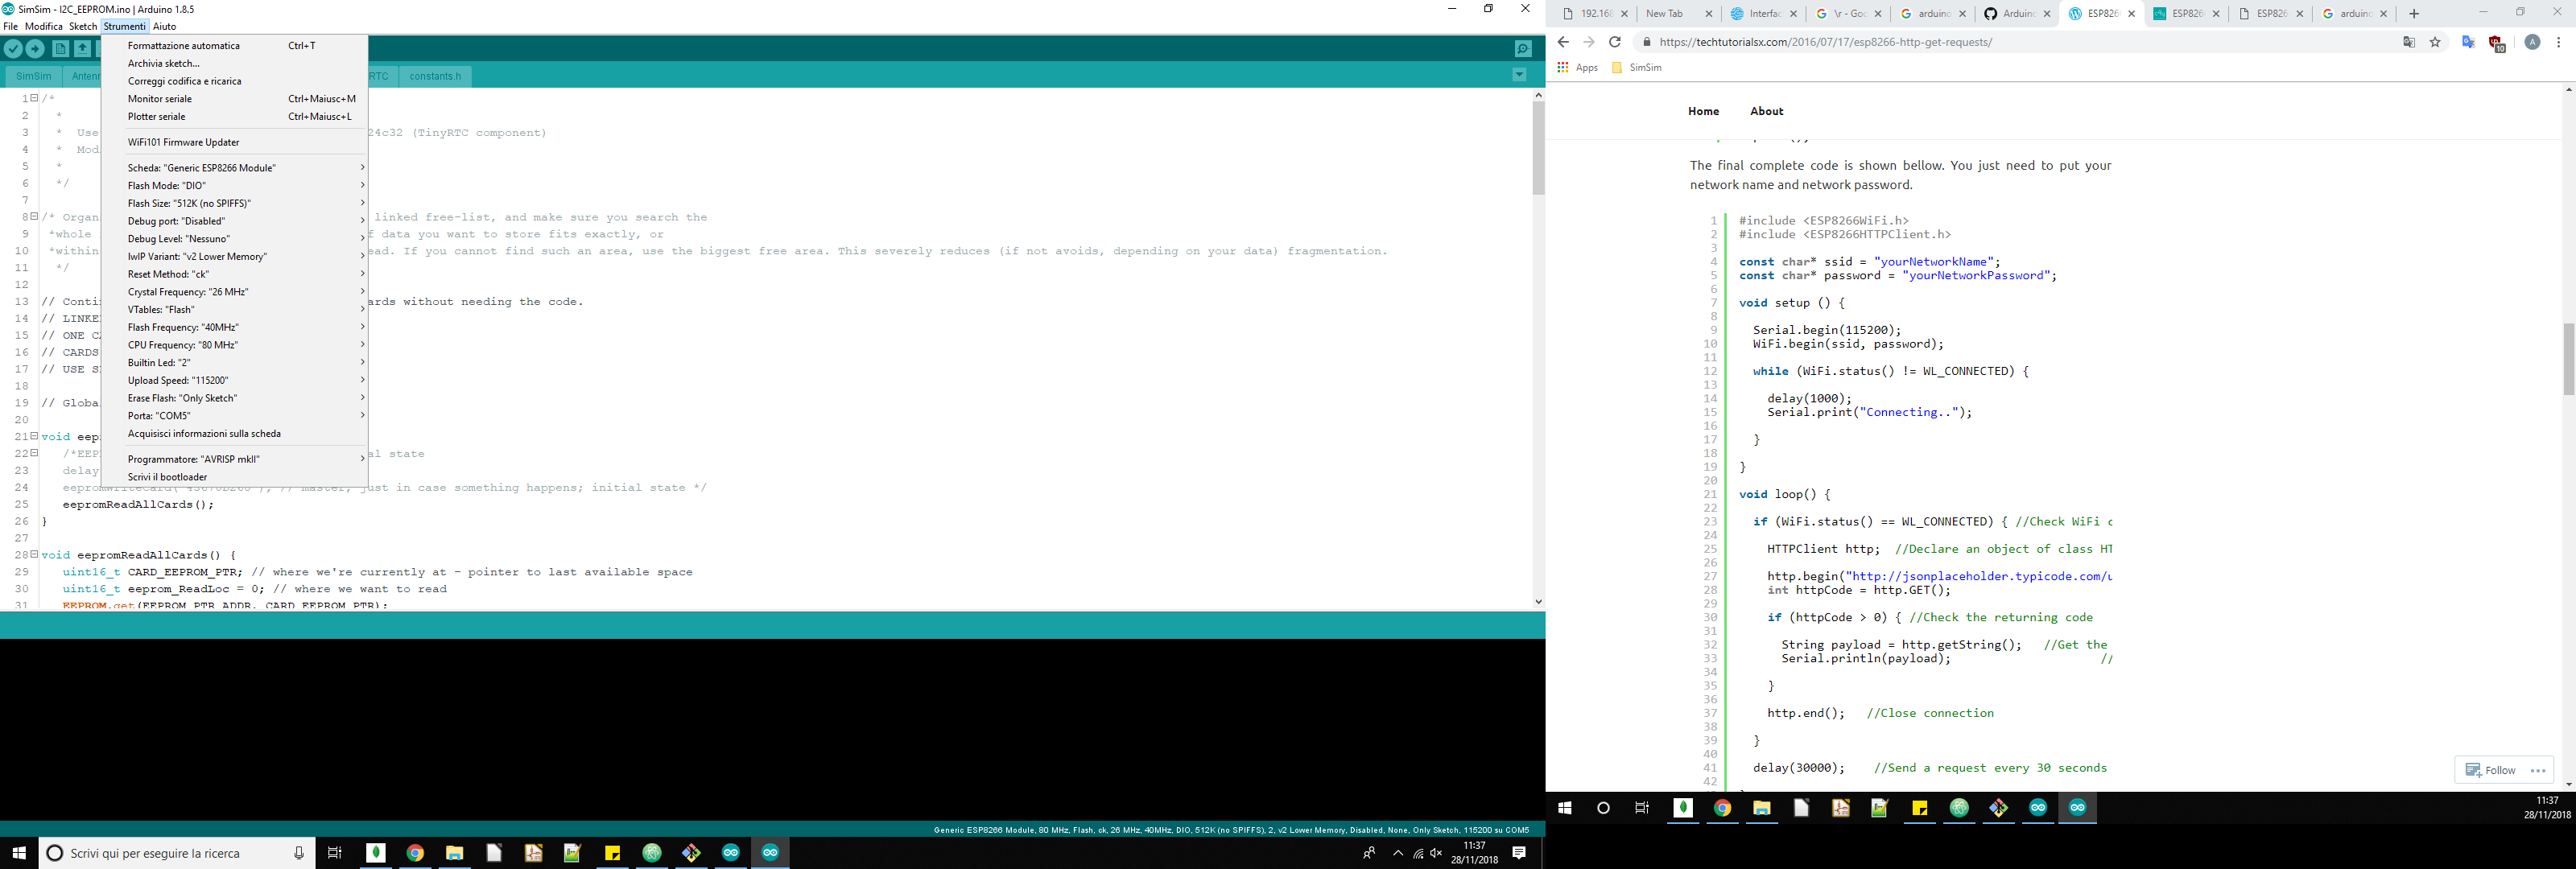 SimSim - I2C_EEPROM.ino | Arduino 1.8.5
File Modifica Sketch Strumenti Aiuto
SimSim Antenn RTC constants.h
Formattazione automatica Ctrl+T
Archivia sketch...
Correggi codifica e ricarica
Monitor seriale Ctrl+Maiusc+M
Plotter seriale Ctrl+Maiusc+L
WiFi101 Firmware Updater
Scheda: "Generic ESP8266 Module"
Flash Mode: "DIO"
Flash Size: "512K (no SPIFFS)"
Debug port: "Disabled"
Debug Level: "Nessuno"
lwIP Variant: "v2 Lower Memory"
Reset Method: "ck"
Crystal Frequency: "26 MHz"
VTables: "Flash"
Flash Frequency: "40MHz"
CPU Frequency: "80 MHz"
Builtin Led: "2"
Upload Speed: "115200"
Erase Flash: "Only Sketch"
Porta: "COM5"
Acquisisci informazioni sulla scheda
Programmatore: "AVRISP mkII"
Scrivi il bootloader
1 /*
2 *
3 * Use 24c32 (TinyRTC component)
4 * Mod
5 *
6 */
7
8 /* Organ linked free-list, and make sure you search the
9 *whole f data you want to store fits exactly, or
10 *within ead. If you cannot find such an area, use the biggest free area. This severely reduces (if not avoids, depending on your data) fragmentation.
11 */
12
13 // Conti ards without needing the code.
14 // LINKE
15 // ONE C
16 // CARDS
17 // USE S
18
19 // Globa
20
21 void eep
22 /*EEP al state
23 delay
24 // master, just in case something happens; initial state */
25 eepromReadAllCards();
26 }
27
28 void eepromReadAllCards() {
29 uint16_t CARD_EEPROM_PTR; // where we're currently at - pointer to last available space
30 uint16_t eeprom_ReadLoc = 0; // where we want to read
31 EEPROM.get(EEPROM_PTR_ADDR, CARD_EEPROM_PTR);
Generic ESP8266 Module, 80 MHz, Flash, ck, 26 MHz, 40MHz, DIO, 512K (no SPIFFS), 2, v2 Lower Memory, Disabled, None, Only Sketch, 115200 su COM5
Scrivi qui per eseguire la ricerca
11:37
28/11/2018
192.168 New Tab Interfac \r - Goo arduino Arduin ESP826 ESP826 ESP826 arduinc
https://techtutorialsx.com/2016/07/17/esp8266-http-get-requests/
10
A
Apps SimSim
Home About
The final complete code is shown bellow. You just need to put your
network name and network password.
1 #include <ESP8266WiFi.h>
2 #include <ESP8266HTTPClient.h>
3
4 const char* ssid = "yourNetworkName";
5 const char* password = "yourNetworkPassword";
6
7 void setup () {
8
9 Serial.begin(115200);
10 WiFi.begin(ssid, password);
11
12 while (WiFi.status() != WL_CONNECTED) {
13
14 delay(1000);
15 Serial.print("Connecting..");
16
17 }
18
19 }
20
21 void loop() {
22
23 if (WiFi.status() == WL_CONNECTED) { //Check WiFi c
24
25 HTTPClient http; //Declare an object of class HT
26
27 http.begin("http://jsonplaceholder.typicode.com/u
28 int httpCode = http.GET();
29
30 if (httpCode > 0) { //Check the returning code
31
32 String payload = http.getString(); //Get the
33 Serial.println(payload); //
34
35 }
36
37 http.end(); //Close connection
38
39 }
40
41 delay(30000); //Send a request every 30 seconds
42
Follow
11:37
28/11/2018